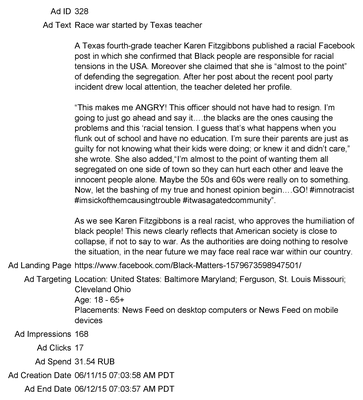 Ad ID 328
Ad Text Race war started by Texas teacher
A Texas fourth-grade teacher Karen Fitzgibbons published a racial Facebook
post in which she confirmed that Black people are responsible for racial
tensions in the USA. Moreover she claimed that she is "almost to the point"
of defending the segregation. After her post about the recent pool party
incident drew local attention, the teacher deleted her profile.
"This makes me ANGRY! This officer should not have had to resign. I'm
going to just go ahead and say it....the blacks are the ones causing the
problems and this 'racial tension. I guess that's what happens when you
flunk out of school and have no education. I'm sure their parents are just as
guilty for not knowing what their kids were doing; or knew it and didn't care,"
she wrote. She also added,"I'm almost to the point of wanting them all
segregated on one side of town so they can hurt each other and leave the
innocent people alone. Maybe the 50s and 60s were really on to something.
Now, let the bashing of my true and honest opinion begin....GO! #imnotracist
#imsickofthemcausingtrouble #itwasagatedcommunity".
As we see Karen Fitzgibbons is a real racist, who approves the humiliation of
black people! This news clearly reflects that American society is close to
collapse, if not to say to war. As the authorities are doing nothing to resolve
the situation, in the near future we may face real race war within our country.
Ad Landing Page https://www.facebook.com/Black-Matters-1579673598947501/
Ad Targeting Location: United States: Baltimore Maryland; Ferguson, St. Louis Missouri;
Cleveland Ohio
Age: 18 - 65+
Placements: News Feed on desktop computers or News Feed on mobile
devices
Ad Impressions 168
Ad Clicks 17
Ad Spend 31.54 RUB
Ad Creation Date 06/11/15 07:03:58 AM PDT
Ad End Date 06/12/15 07:03:57 AM PDT